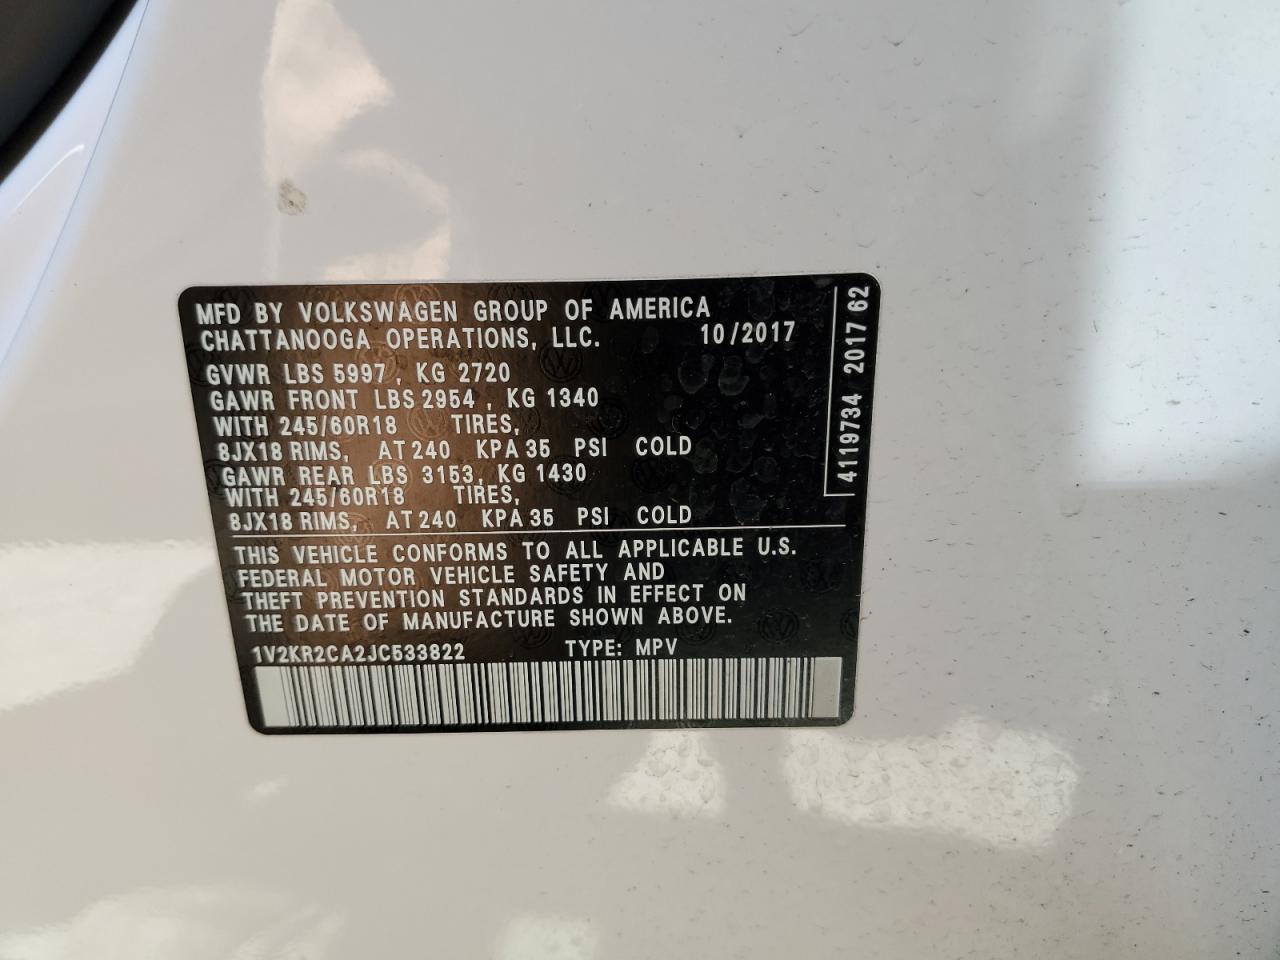 MFD BY VOLKSWAGEN GROUP OF AMERICA
CHATTANOOGA OPERATIONS, LLC. 10/2017
GVWR LBS 5997, KG 2720
GAWR FRONT LBS 2954, KG 1340
WITH 245/60R18 TIRES,
8JX18 RIMS, AT 240 KPA 35 PSI COLD
GAWR REAR LBS 3153, KG 1430
WITH 245/60R18 TIRES,
8JX18 RIMS, AT 240 KPA 35 PSI COLD
THIS VEHICLE CONFORMS TO ALL APPLICABLE U.S.
FEDERAL MOTOR VEHICLE SAFETY AND
THEFT PREVENTION STANDARDS IN EFFECT ON
THE DATE OF MANUFACTURE SHOWN ABOVE.
1V2KR2CA2JC533822 TYPE: MPV
4119734 2017 62